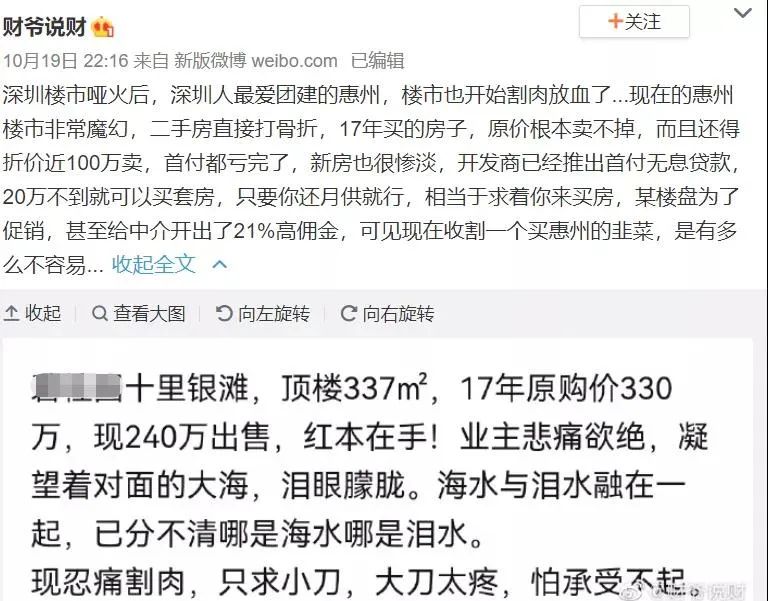 财爷说财
+关注
10月19日 22:16 来自 新版微博 weibo.com 已编辑
深圳楼市哑火后，深圳人最爱团建的惠州，楼市也开始割肉放血了...现在的惠州
楼市非常魔幻，二手房直接打骨折，17年买的房子，原价根本卖不掉，而且还得
折价近100万卖，首付都亏完了，新房也很惨淡，开发商已经推出首付无息贷款，
20万不到就可以买套房，只要你还月供就行，相当于求着你来买房，某楼盘为了
促销，甚至给中介开出了21%高佣金，可见现在收割一个买惠州的韭菜，是有多
么不容易... 收起全文
收起 查看大图 向左旋转 向右旋转
十里银滩，顶楼337㎡，17年原购价330
万，现240万出售，红本在手！业主悲痛欲绝，凝
望着对面的大海，泪眼朦胧。海水与泪水融在一
起，已分不清哪是海水哪是泪水。
现忍痛割肉，只求小刀，大刀太疼，怕承受不起。
@财爷说财